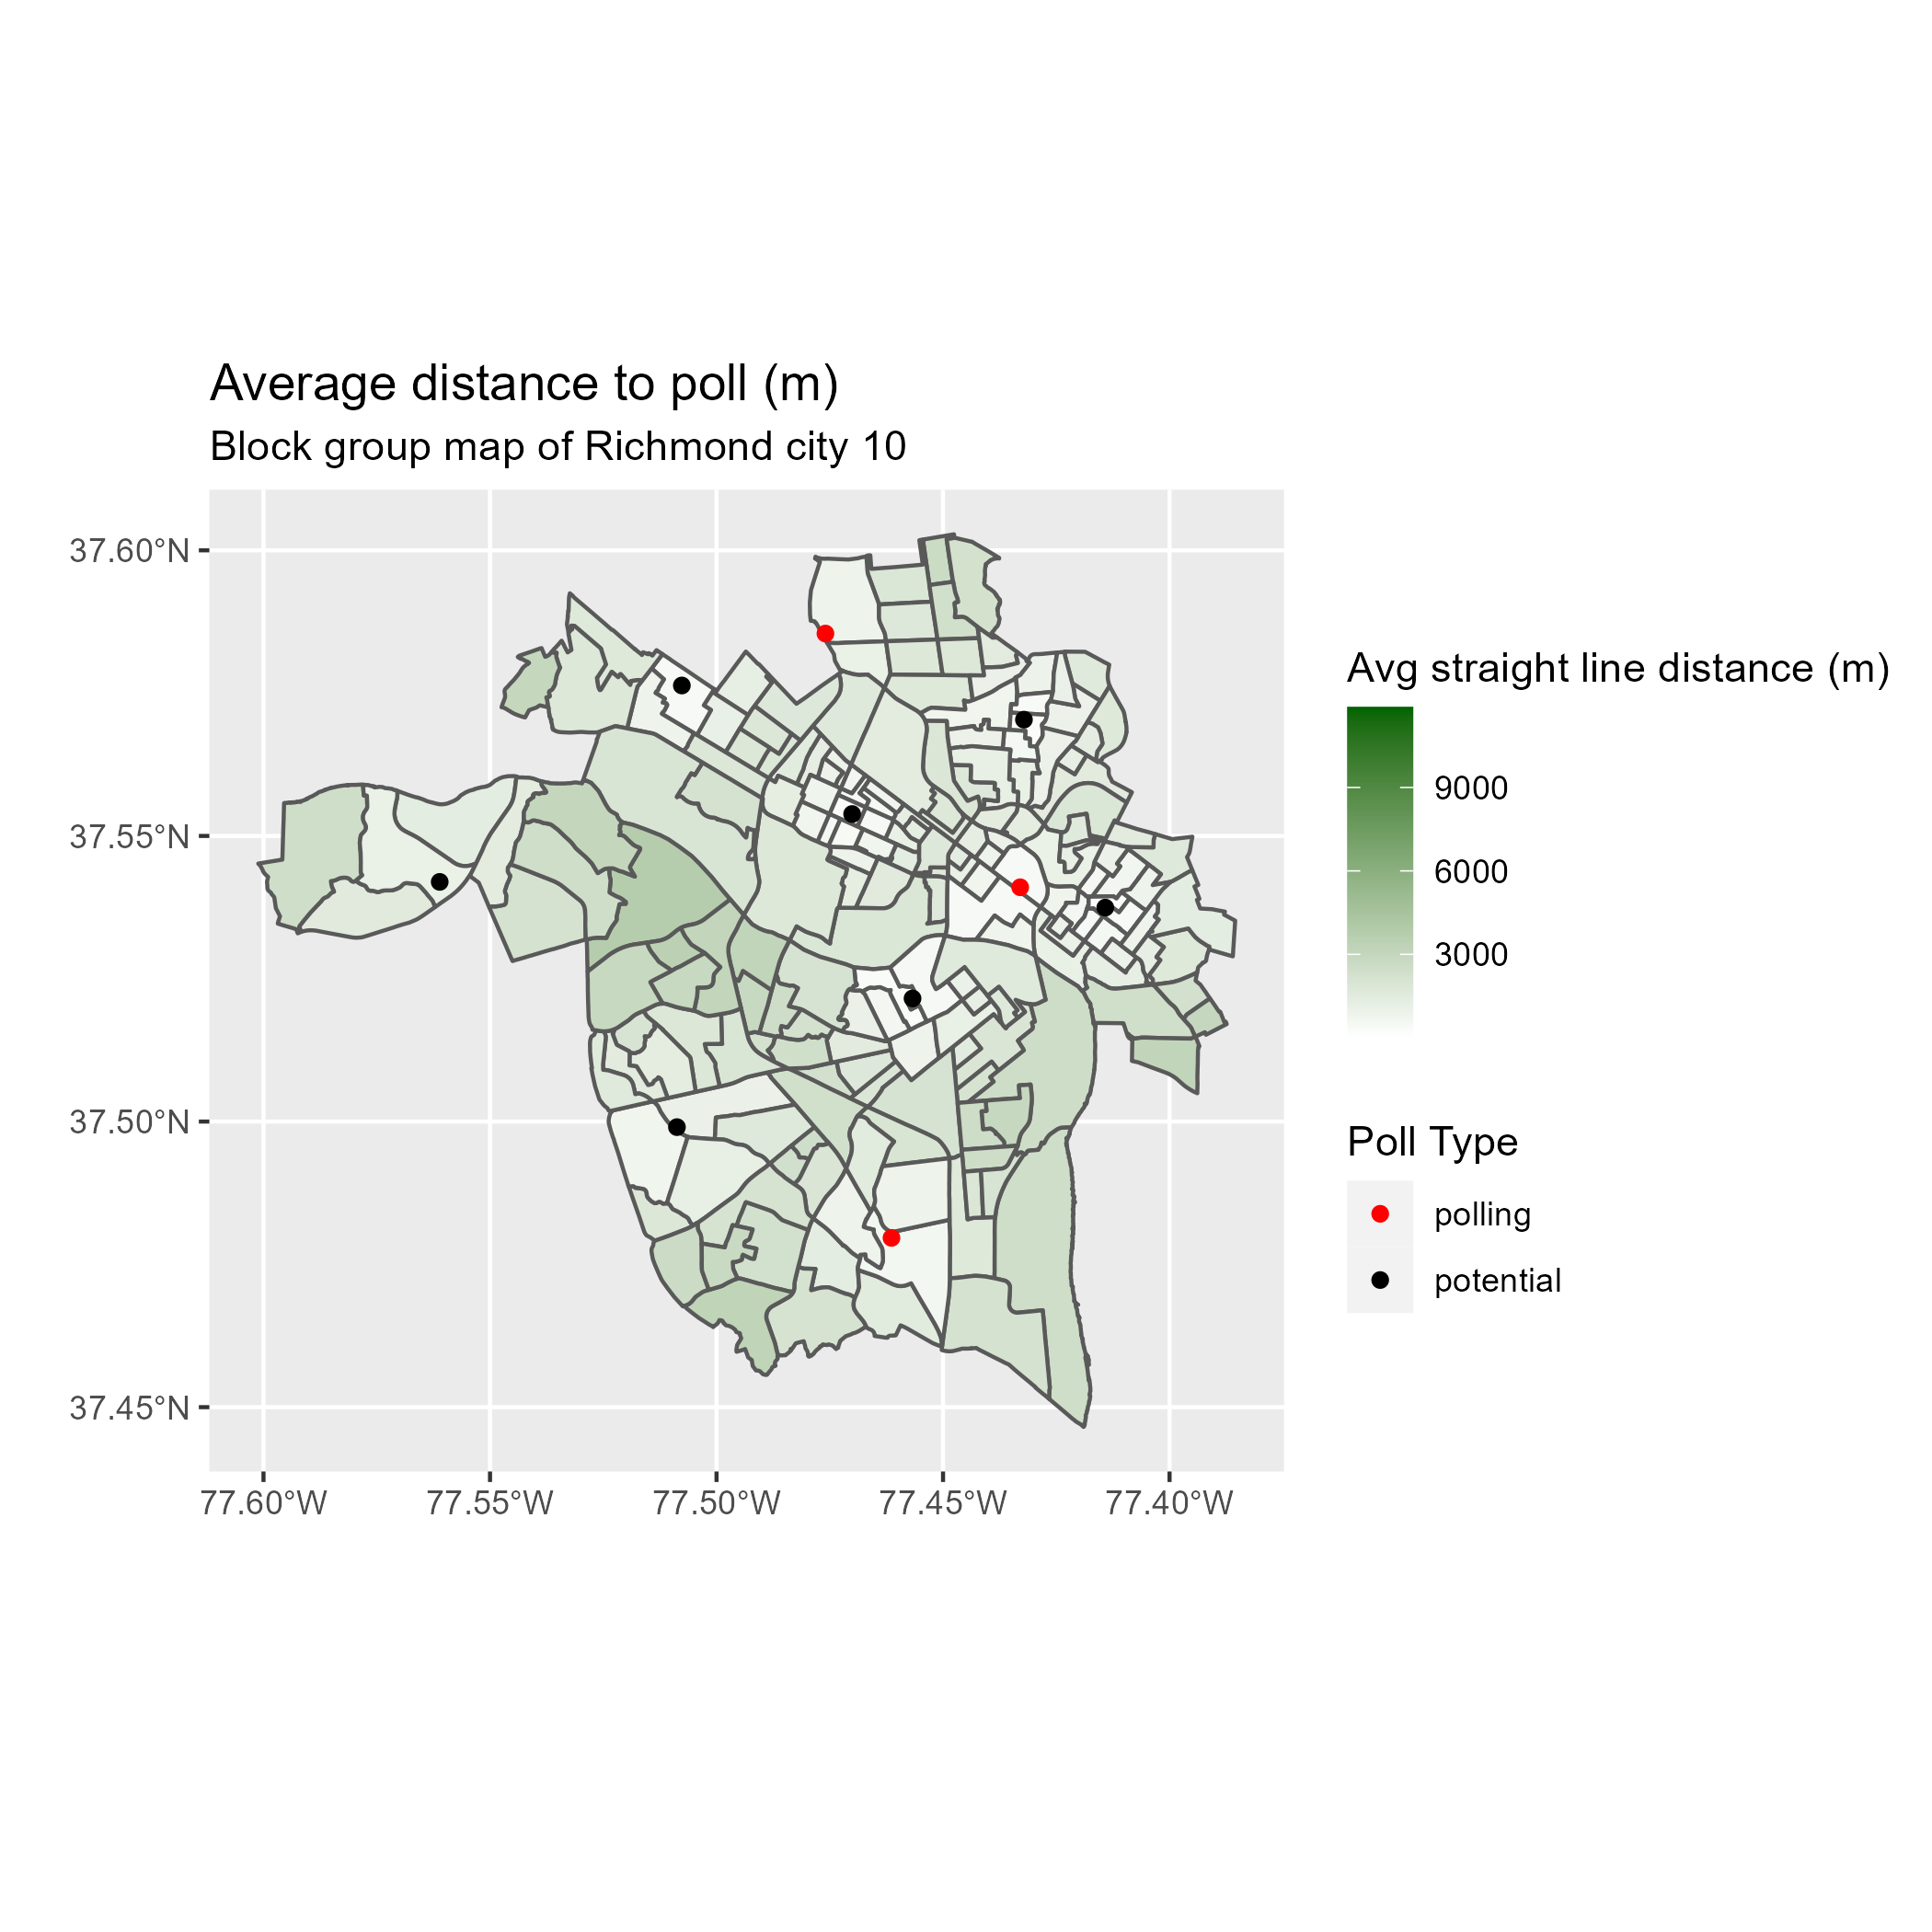 Average distance to poll (m)
Block group map of Richmond city 10
37.60°N
37.55°N
37.50°N
37.45°N
77.60°W 77.55°W 77.50°W 77.45°W 77.40°W
Avg straight line distance (m)
9000
6000
3000
Poll Type
polling
potential